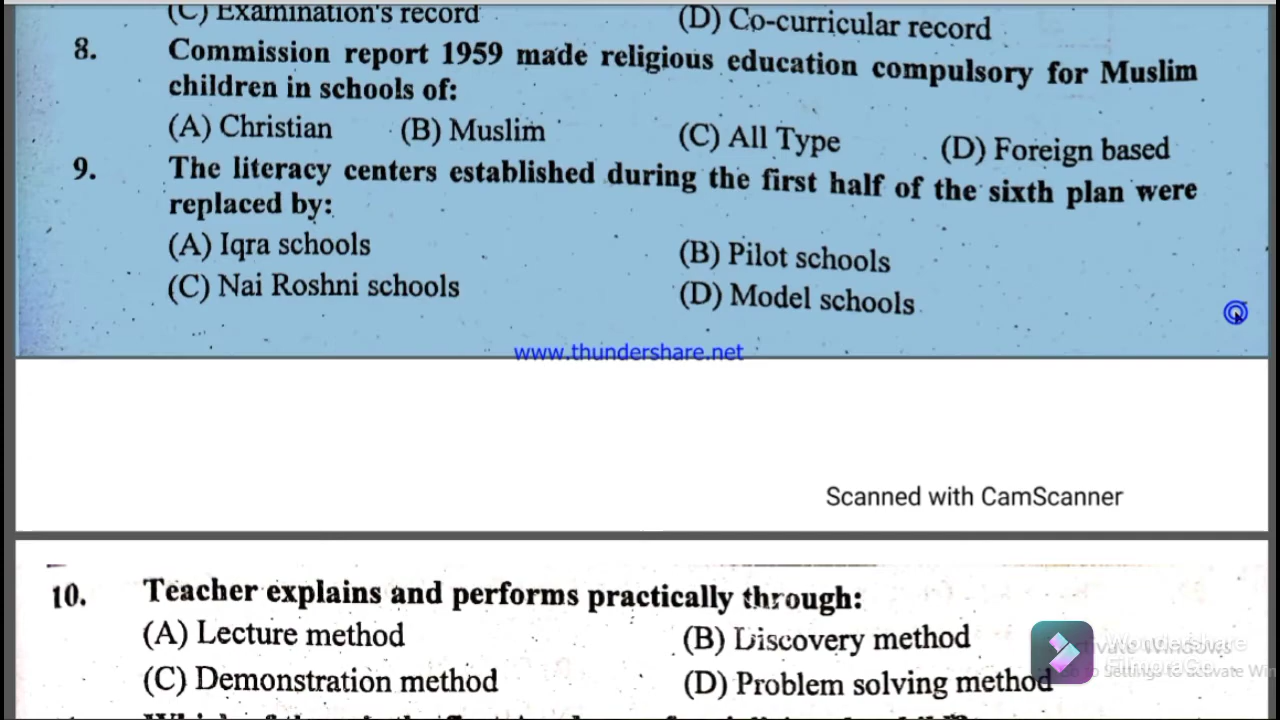 (C) Examination's record (D) Co-curricular record
8. Commission report 1959 made religious education compulsory for Muslim
children in schools of:
(A) Christian (B) Muslim (C) All Type (D) Foreign based
9. The literacy centers established during the first half of the sixth plan were
replaced by:
(A) Iqra schools (B) Pilot schools
(C) Nai Roshni schools (D) Model schools
www.thundershare.net
Scanned with CamScanner
10. Teacher explains and performs practically through:
(A) Lecture method (B) Discovery method
(C) Demonstration method (D) Problem solving method
Wondershare
Activate Windows